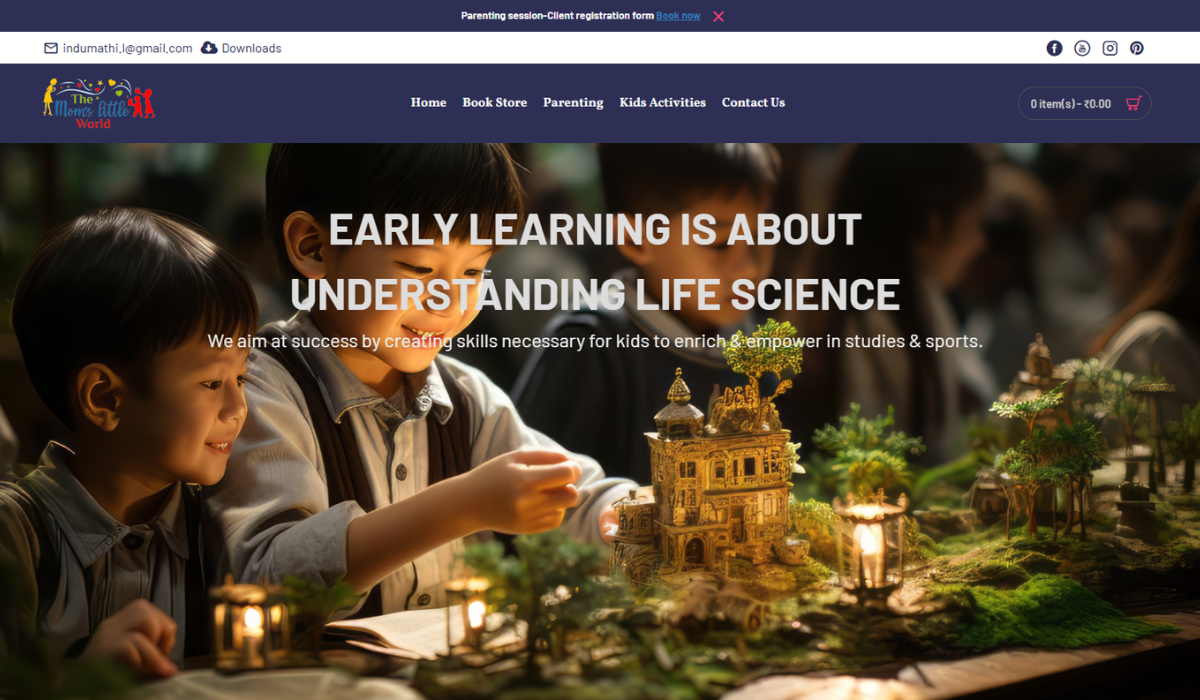 Parenting session-Client registration form Book now
indumathi.l@gmail.com Downloads
The
Mom's little
World
Home Book Store Parenting Kids Activities Contact Us
0 item(s) - ₹0.00
EARLY LEARNING IS ABOUT
UNDERSTANDING LIFE SCIENCE
We aim at success by creating skills necessary for kids to enrich & empower in studies & sports.